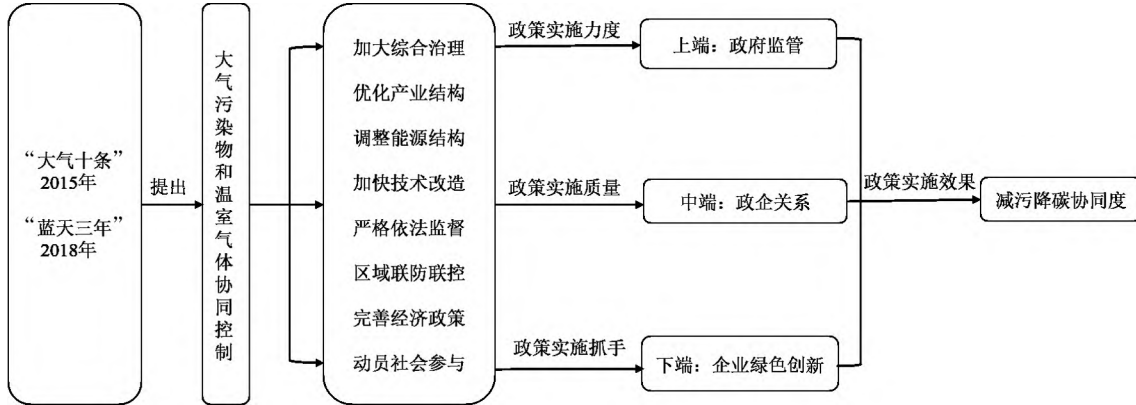 “大气十条”
2015年
“蓝天三年”
2018年
提出
大气污染物和温室气体协同控制
加大综合治理
优化产业结构
调整能源结构
加快技术改造
严格依法监督
区域联防联控
完善经济政策
动员社会参与
政策实施力度
政策实施质量
政策实施抓手
上端：政府监管
中端：政企关系
下端：企业绿色创新
政策实施效果
减污降碳协同度